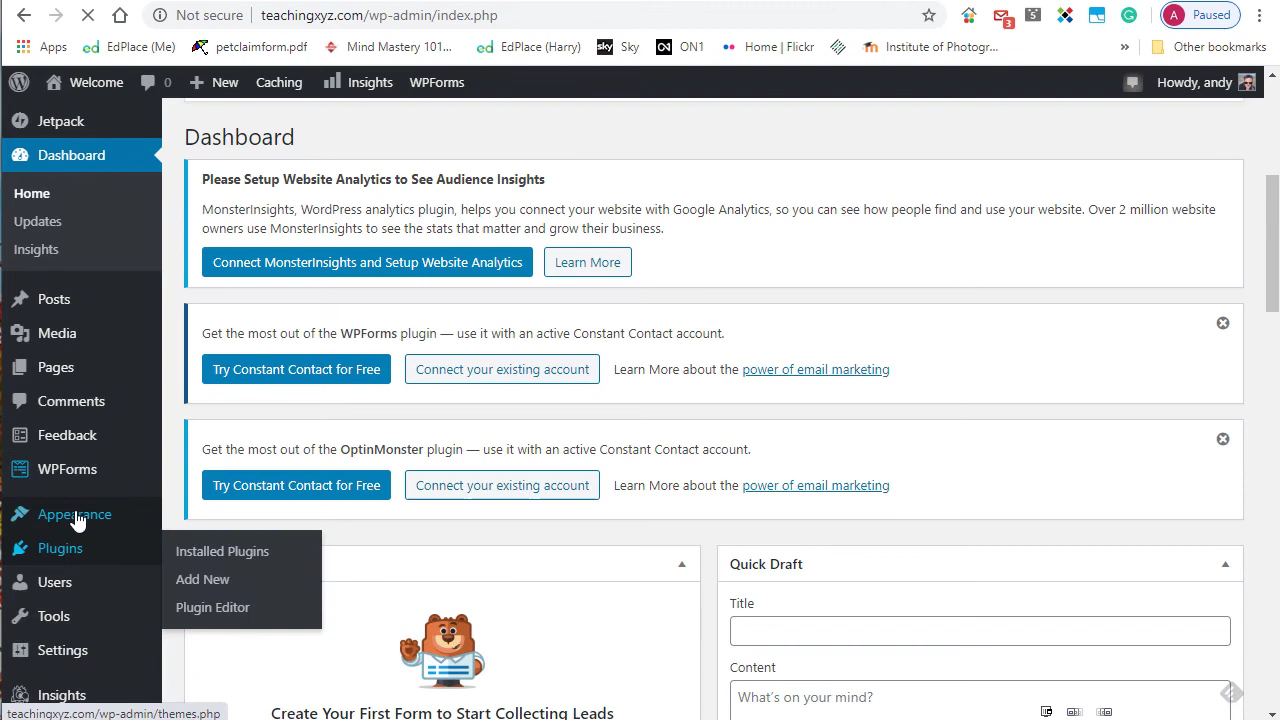 Not secure teachingxyz.com/wp-admin/index.php A Paused
3 5
Apps EdPlace (Me) petclaimform.pdf Mind Mastery 101... EdPlace (Harry) sky Sky ON1 Home | Flickr Institute of Photogr... » Other bookmarks
Welcome 0 New Caching Insights WPForms Howdy, andy
Jetpack
Dashboard
Home
Updates
Insights
Posts
Media
Pages
Comments
Feedback
WPForms
Appearance
Plugins
Users
Tools
Settings
Insights
Installed Plugins
Add New
Plugin Editor
Dashboard
Please Setup Website Analytics to See Audience Insights
MonsterInsights, WordPress analytics plugin, helps you connect your website with Google Analytics, so you can see how people find and use your website. Over 2 million website
owners use MonsterInsights to see the stats that matter and grow their business.
Connect MonsterInsights and Setup Website Analytics Learn More
Get the most out of the WPForms plugin — use it with an active Constant Contact account.
Try Constant Contact for Free Connect your existing account Learn More about the power of email marketing
Get the most out of the OptinMonster plugin — use it with an active Constant Contact account.
Try Constant Contact for Free Connect your existing account Learn More about the power of email marketing
Create Your First Form to Start Collecting Leads
Quick Draft
Title
Content
What's on your mind?
teachingxyz.com/wp-admin/themes.php